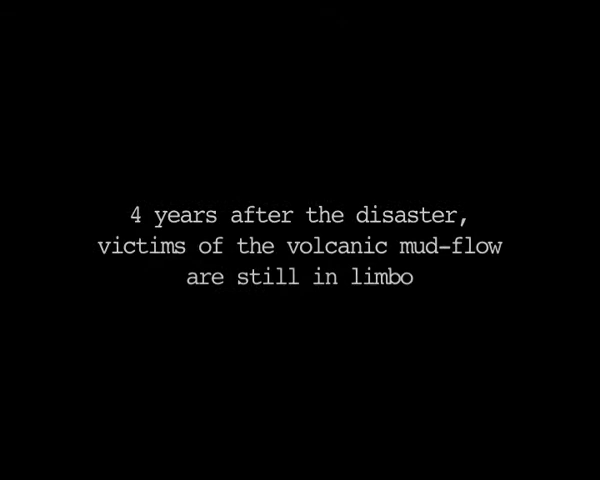 4 years after the disaster,
victims of the volcanic mud-flow
are still in limbo